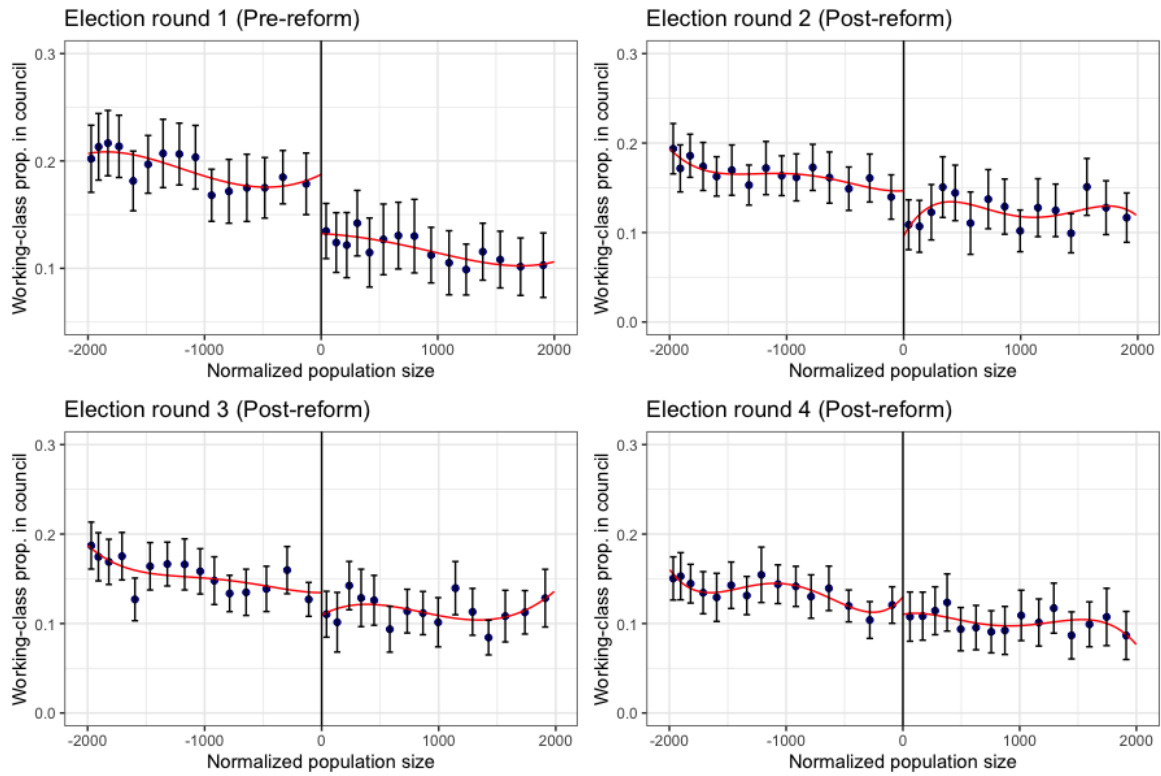 Election round 1 (Pre-reform)
Working-class prop. in council
0.3
0.2
0.1
-2000
-1000
0
1000
2000
Normalized population size
Election round 2 (Post-reform)
Working-class prop. in council
0.3
0.2
0.1
0.0
-2000
-1000
0
1000
2000
Normalized population size
Election round 3 (Post-reform)
Working-class prop. in council
0.3
0.2
0.1
0.0
-2000
-1000
0
1000
2000
Normalized population size
Election round 4 (Post-reform)
Working-class prop. in council
0.3
0.2
0.1
0.0
-2000
-1000
0
1000
2000
Normalized population size